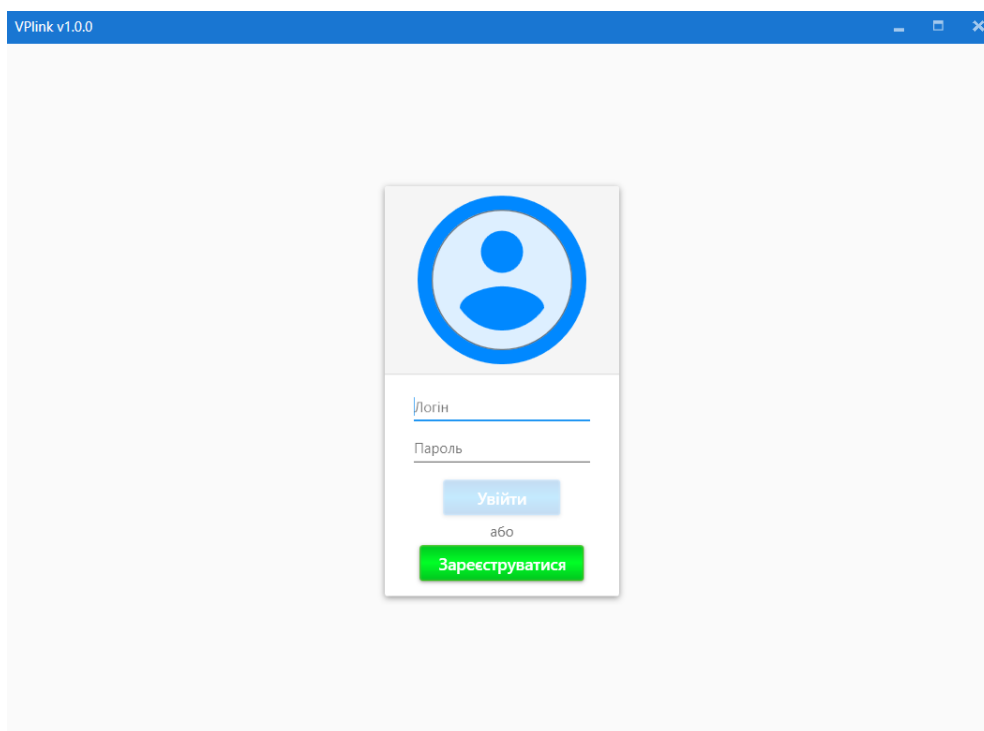 VPlink v1.0.0
Логін
Пароль
Увійти
або
Зареєструватися